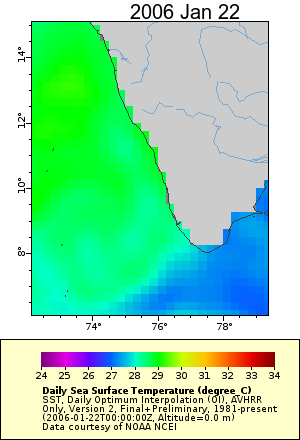 2006 Jan 22
14°
12°
10°
8°
74° 76° 78°
24 25 26 27 28 29 30 31 32 33 34
Daily Sea Surface Temperature (degree_C)
SST, Daily Optimum Interpolation (OI), AVHRR
Only, Version 2, Final+Preliminary, 1981-present
(2006-01-22T00:00:00Z, Altitude=0.0 m)
Data courtesy of NOAA NCEI